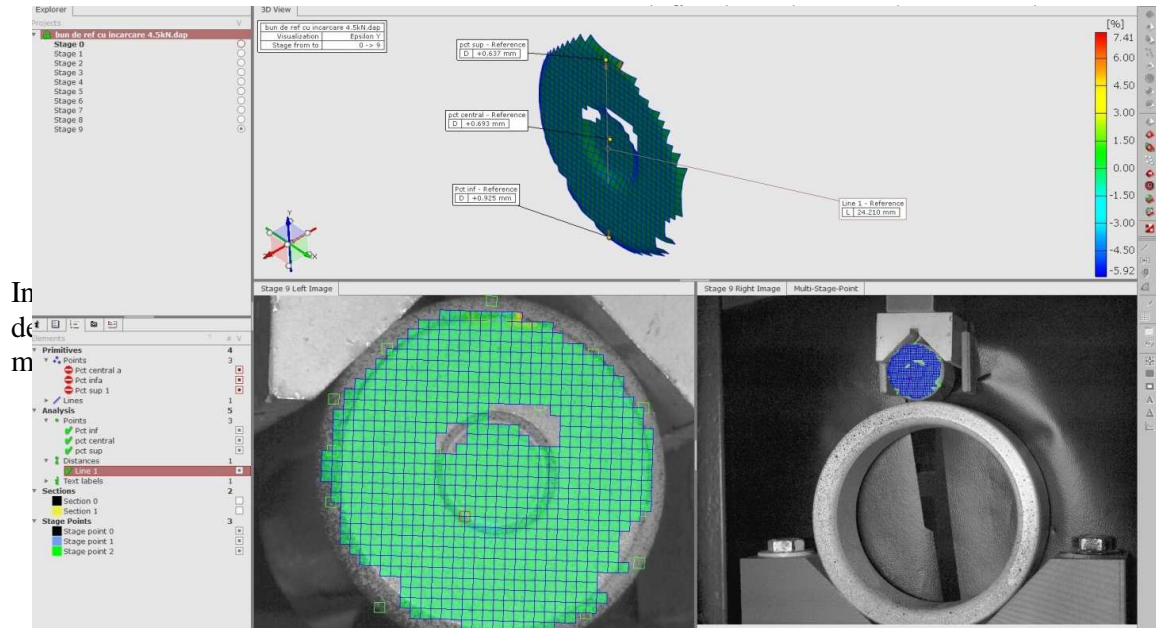 Explorer
Projects V
bun de ref cu incarcare 4.5kN.dap
Stage 0
Stage 1
Stage 2
Stage 3
Stage 4
Stage 5
Stage 6
Stage 7
Stage 8
Stage 9
3D View
bun de ref cu incarcare 4.5kN.dap
Visualization Epsilon Y
Stage from to 0 -> 9
pct sup - Reference
D +0.637 mm
pct central - Reference
D +0.693 mm
Pct inf - Reference
D +0.925 mm
Line 1 - Reference
L 24.210 mm
Y
X
[%]
7.41
6.00
4.50
3.00
1.50
0.00
-1.50
-3.00
-4.50
-5.92
In
de
m
Elements # V
Primitives 4
Points 3
Pct central a
Pct infa
Pct sup 1
Lines 1
Analysis 5
Points 3
Pct inf
pct central
pct sup
Distances 1
Line 1
Text labels 1
Sections 2
Section 0
Section 1
Stage Points 3
Stage point 0
Stage point 1
Stage point 2
Stage 9 Left Image
Stage 9 Right Image Multi-Stage-Point